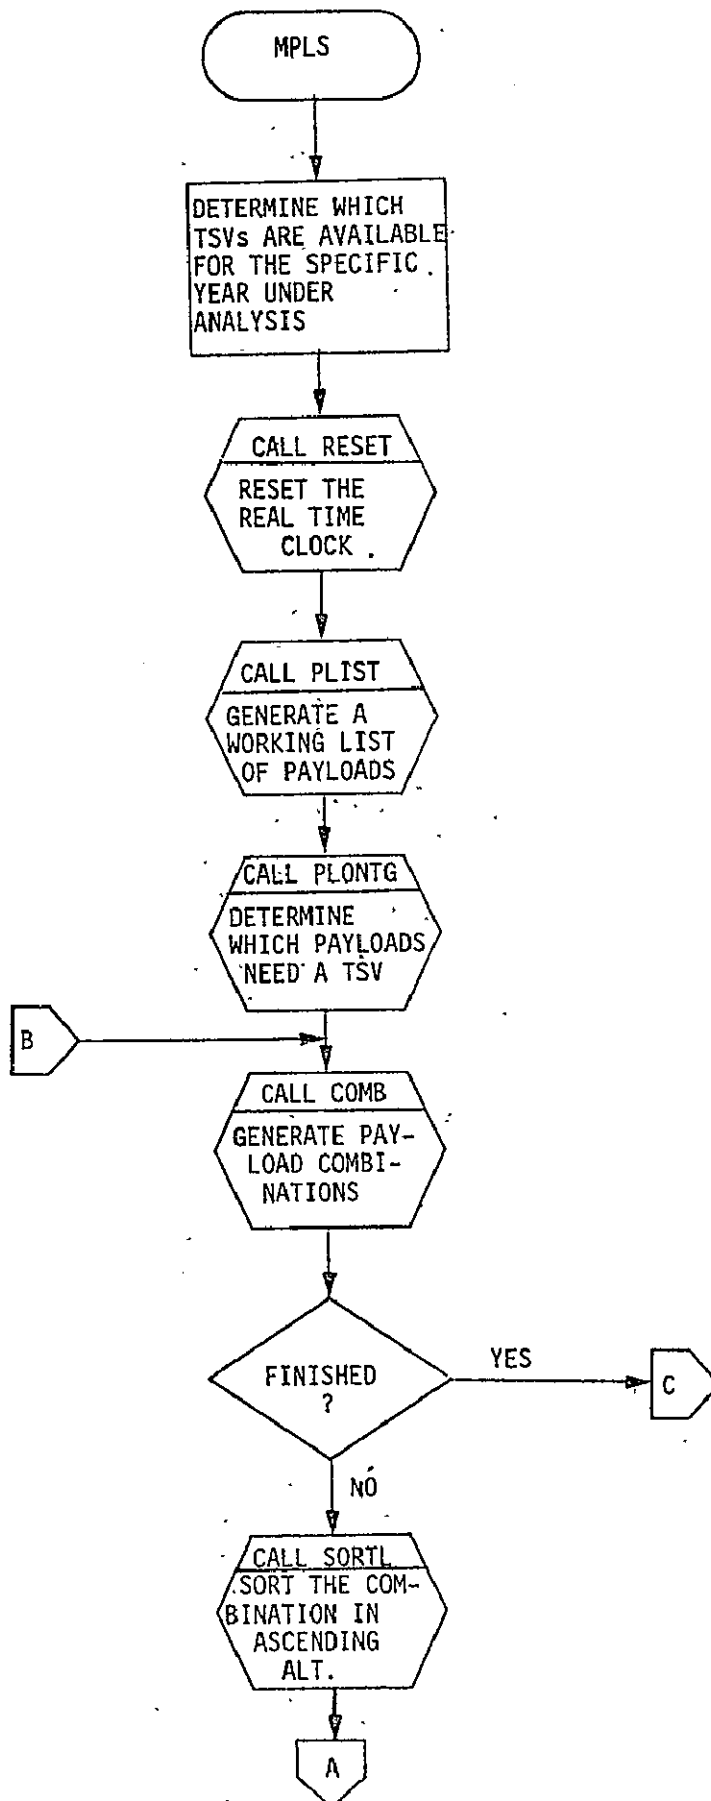 MPLS
DETERMINE WHICH
TSVs ARE AVAILABLE
FOR THE SPECIFIC
YEAR UNDER
ANALYSIS
CALL RESET
RESET THE
REAL TIME
CLOCK
CALL PLIST
GENERATE A
WORKING LIST
OF PAYLOADS
CALL PLONTG
DETERMINE
WHICH PAYLOADS
NEED A TSV
B
CALL COMB
GENERATE PAY-
LOAD COMBI-
NATIONS
FINISHED
?
YES
C
NO
CALL SORTL
SORT THE COM-
BINATION IN
ASCENDING
ALT.
A